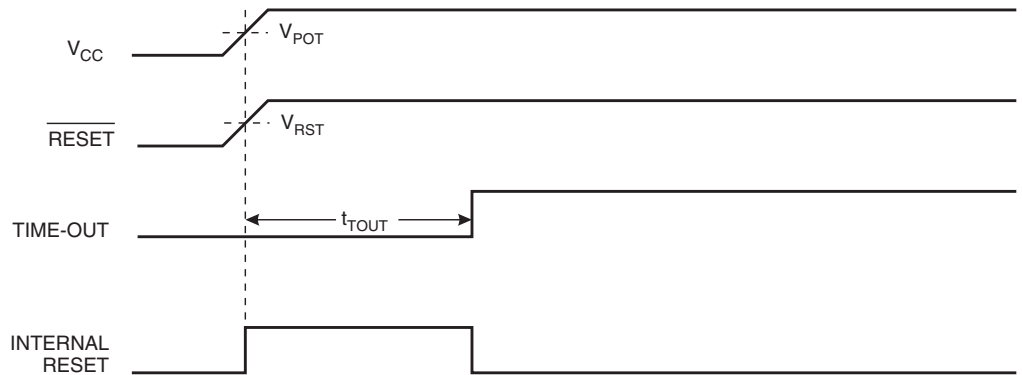 V_CC
V_POT
RESET
V_RST
TIME-OUT
t_TOUT
INTERNAL
RESET